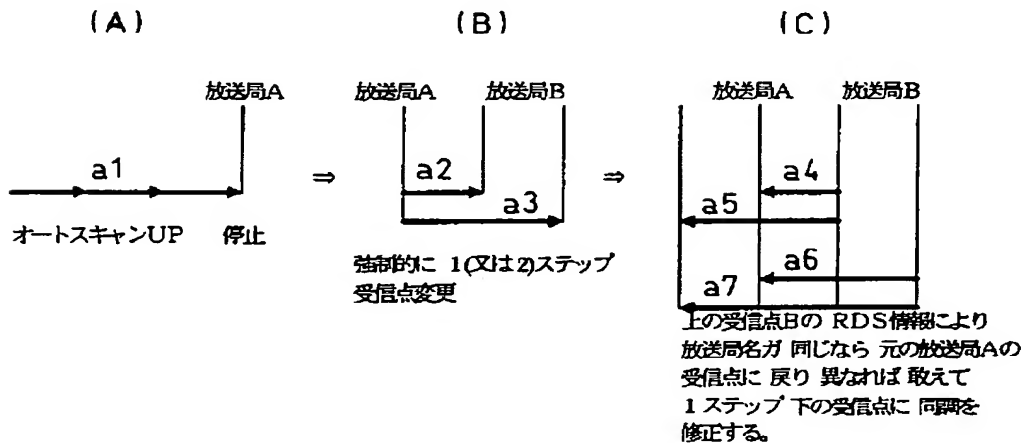 (A)
(B)
(C)
放送局A
放送局A 放送局B
放送局A 放送局B
a1
⇒
a2
a3
⇒
a4
a5
a6
a7
オートスキャンUP 停止
強制的に 1(又は2)ステップ
受信点変更
上の受信点Bの RDS情報により
放送局名が 同じなら 元の放送局Aの
受信点に 戻り 異なれば 敢えて
1ステップ 下の受信点に 同調を
修正する。